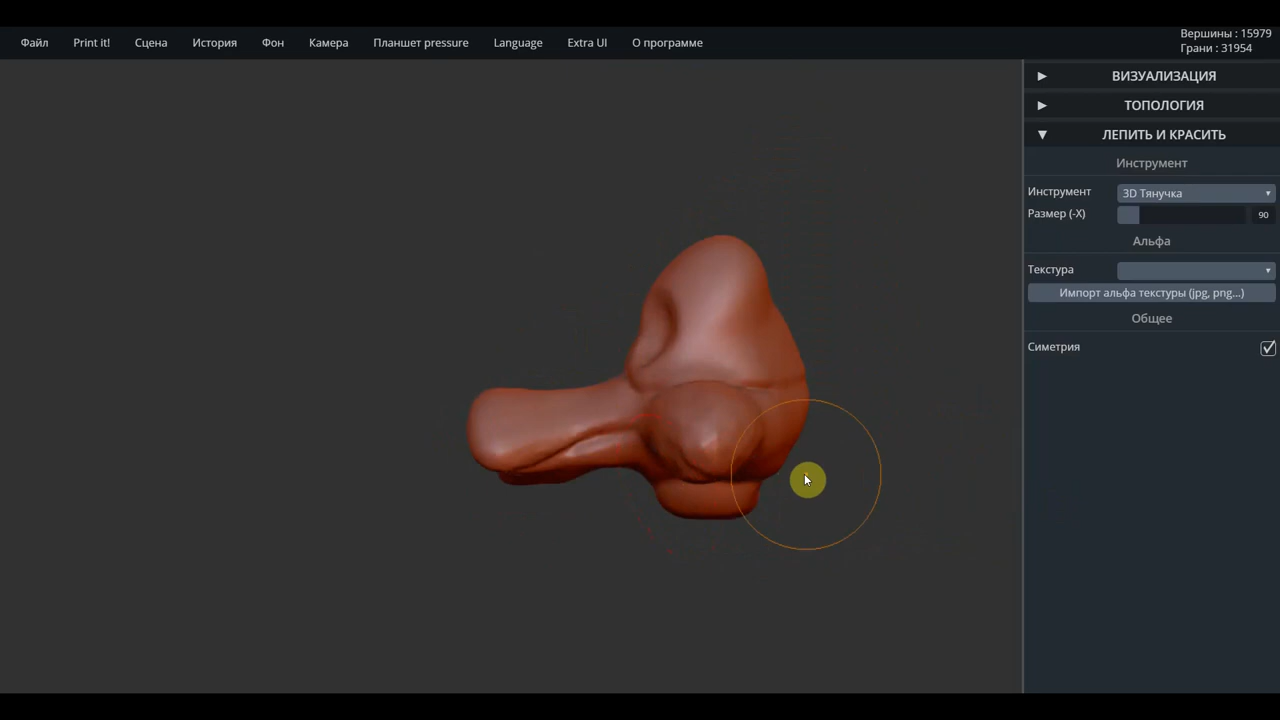 Файл Print it! Сцена История Фон Камера Планшет pressure Language Extra UI О программе
Вершины : 15979
Грани : 31954
ВИЗУАЛИЗАЦИЯ
ТОПОЛОГИЯ
ЛЕПИТЬ И КРАСИТЬ
Инструмент
Инструмент 3D Тянучка
Размер (-X) 90
Альфа
Текстура
Импорт альфа текстуры (jpg, png...)
Общее
Симетрия